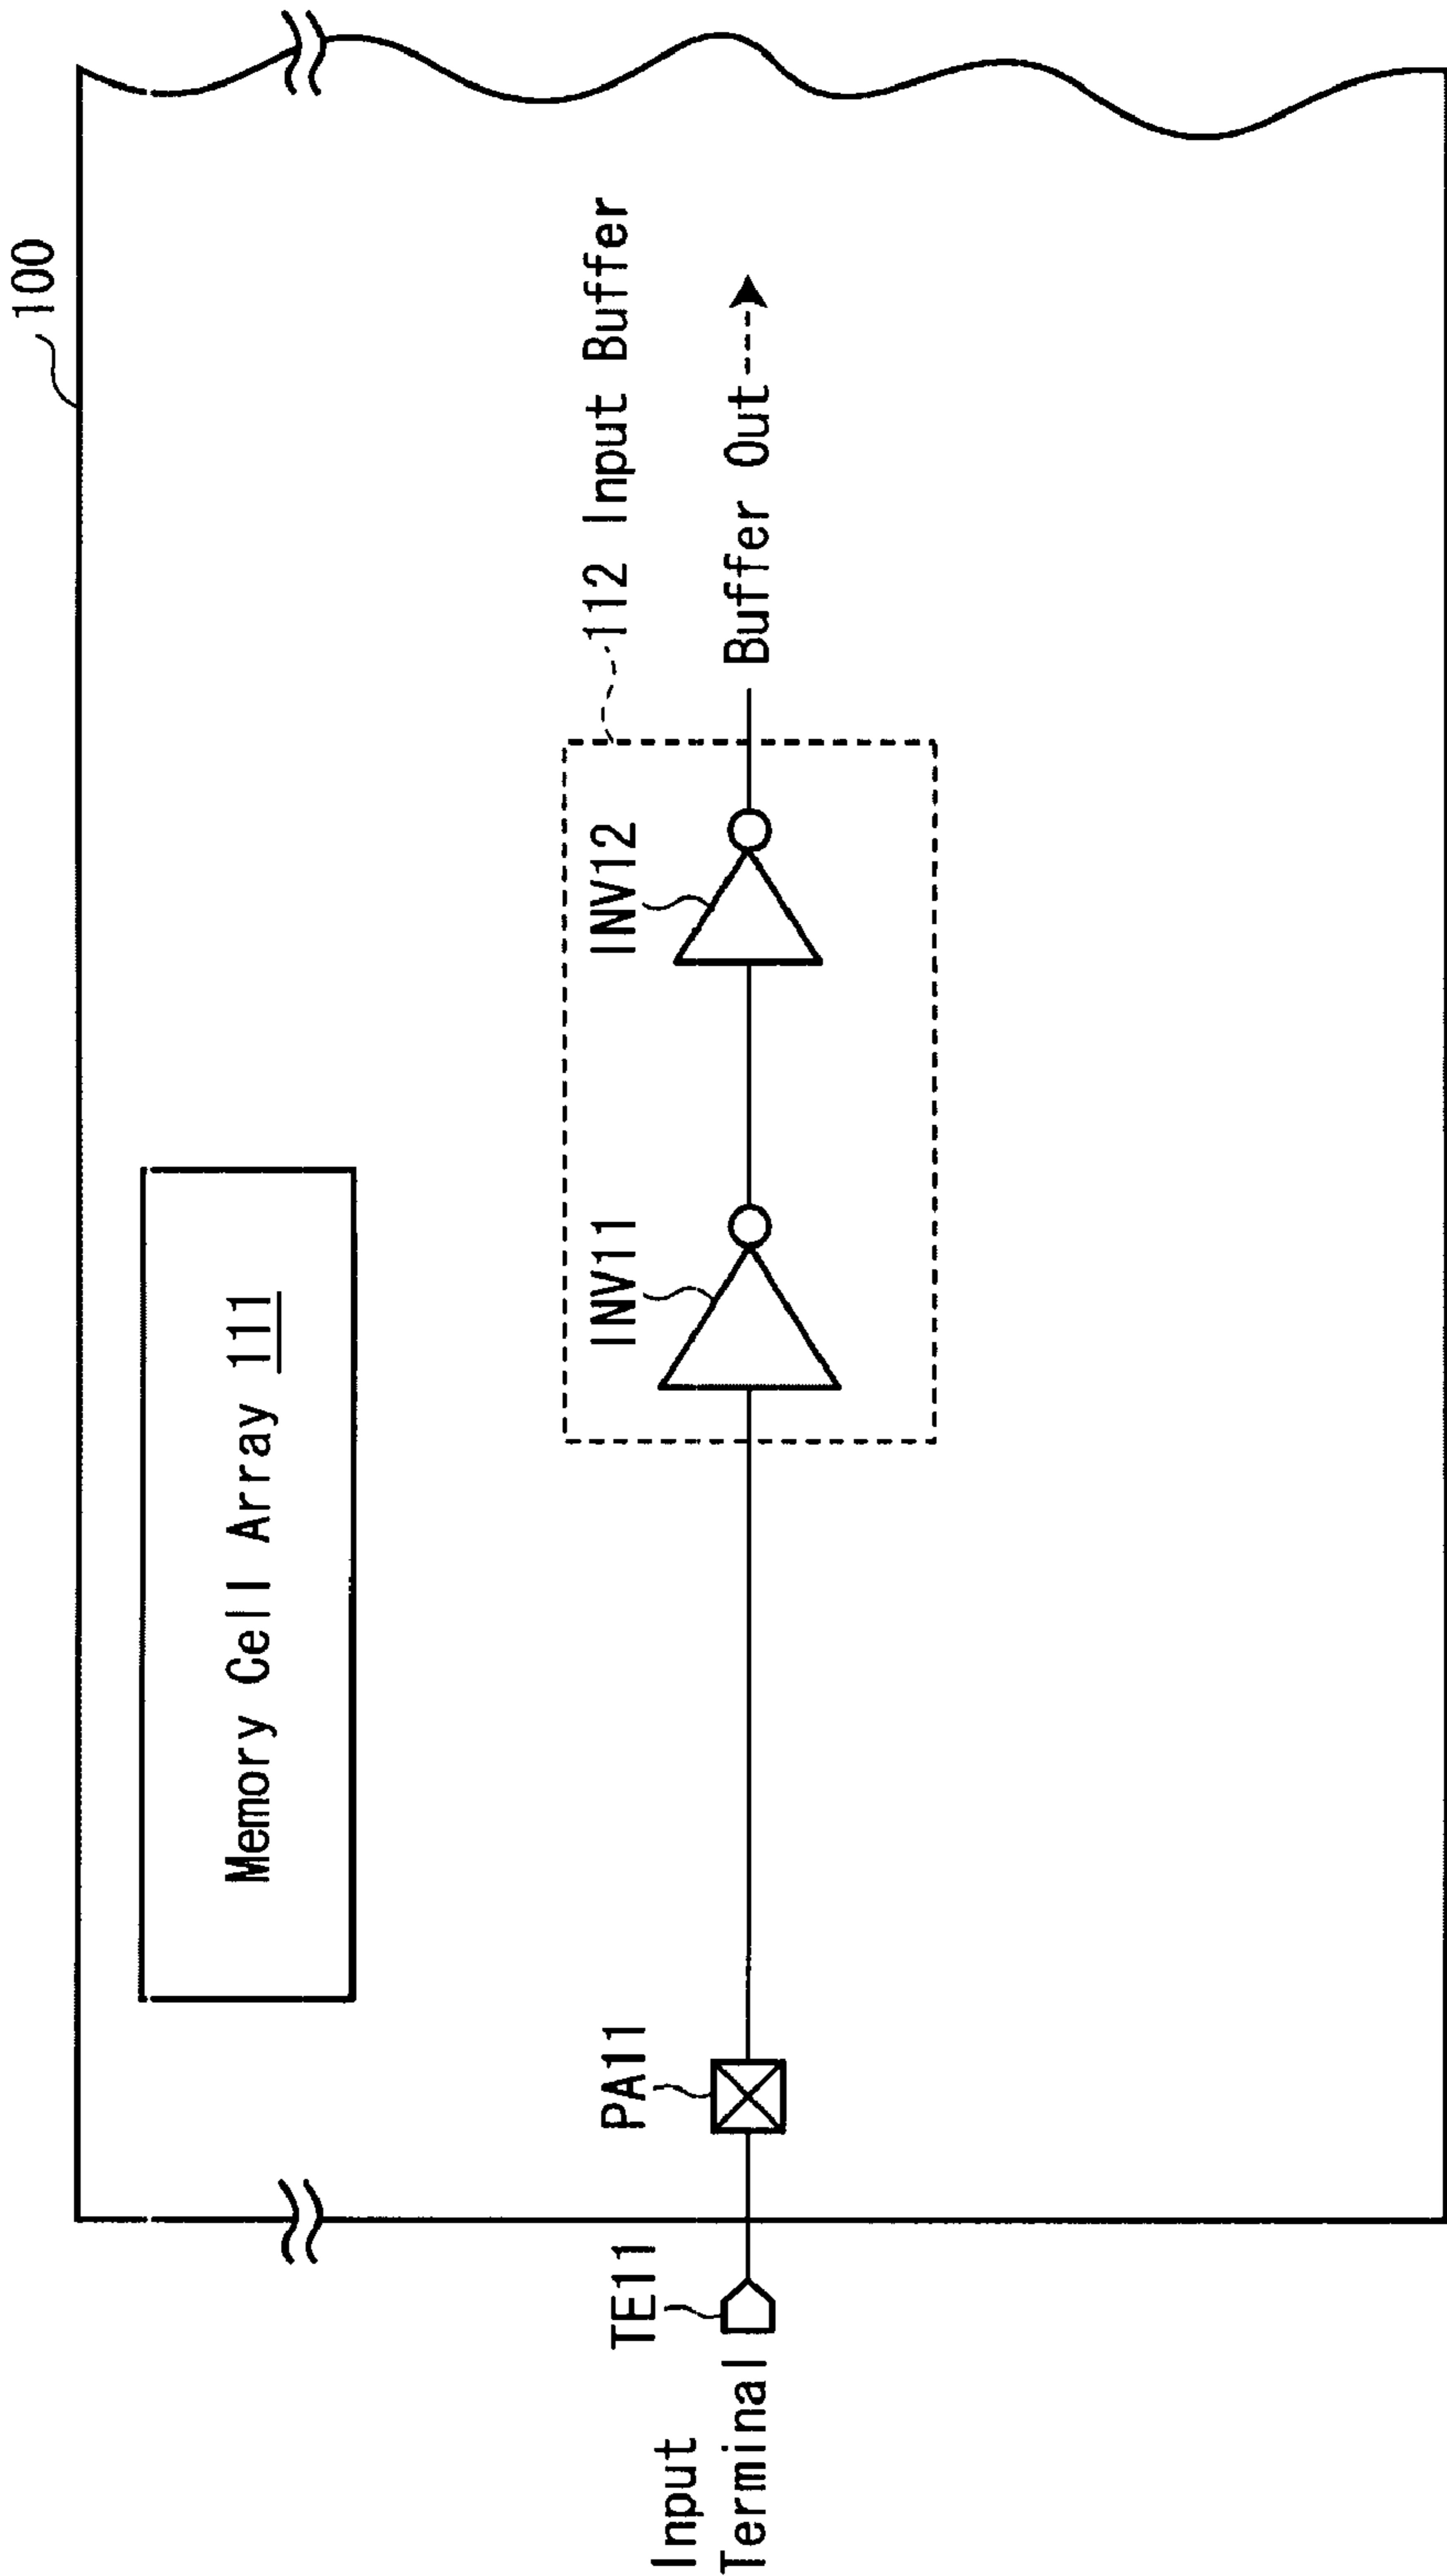 100
Memory Cell Array 111
112 Input Buffer
INV11
INV12
PA11
TE11
Input
Terminal
Buffer Out